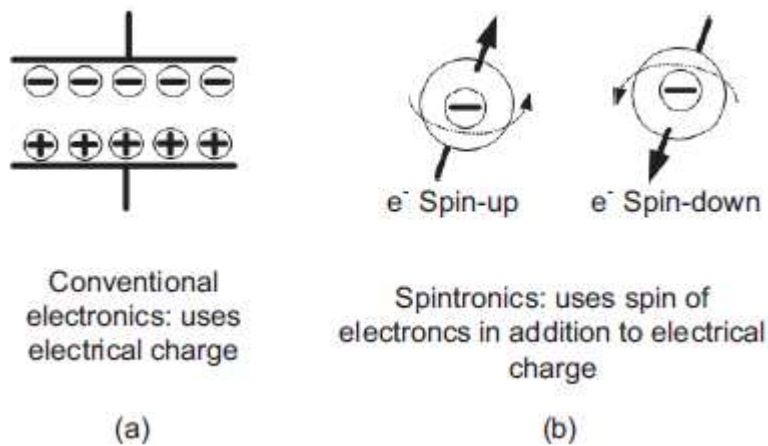 e⁻ Spin-up
e⁻ Spin-down
Conventional
electronics: uses
electrical charge
Spintronics: uses spin of
electroncs in addition to electrical
charge
(a)
(b)